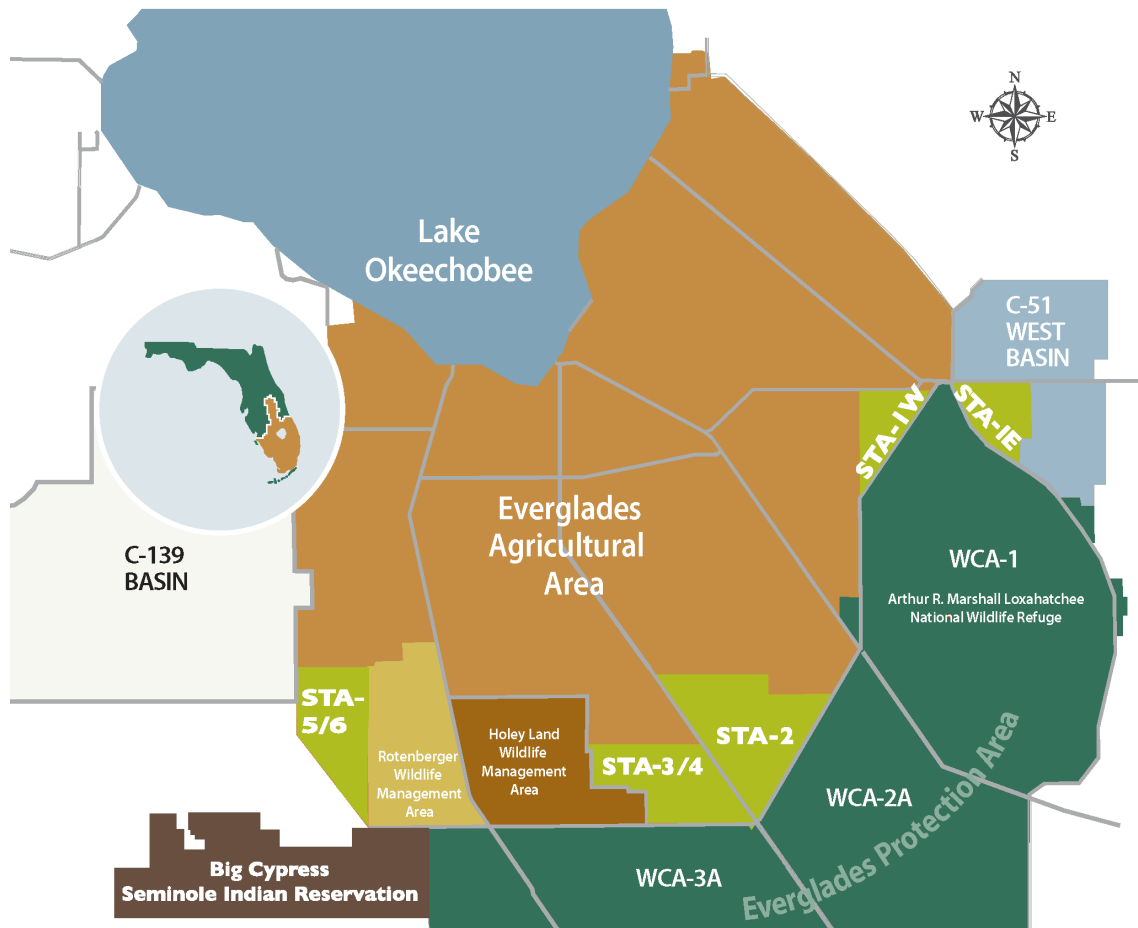 N
W
E
S
Lake
Okeechobee
C-51
WEST
BASIN
STA-1W
STA-1E
Everglades
Agricultural
Area
C-139
BASIN
WCA-1
Arthur R. Marshall Loxahatchee
National Wildlife Refuge
STA-
5/6
Rotenberger
Wildlife
Management
Area
Holey Land
Wildlife
Management
Area
STA-3/4
STA-2
WCA-2A
Everglades Protection Area
WCA-3A
Big Cypress
Seminole Indian Reservation